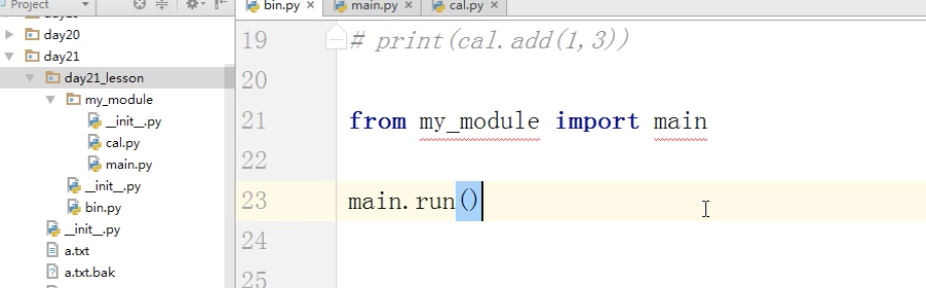 Project
bin.py
main.py
cal.py
day20
day21
day21_lesson
my_module
__init__.py
cal.py
main.py
__init__.py
bin.py
__init__.py
a.txt
a.txt.bak
19 # print(cal.add(1,3))
20
21 from my_module import main
22
23 main.run()
24
25